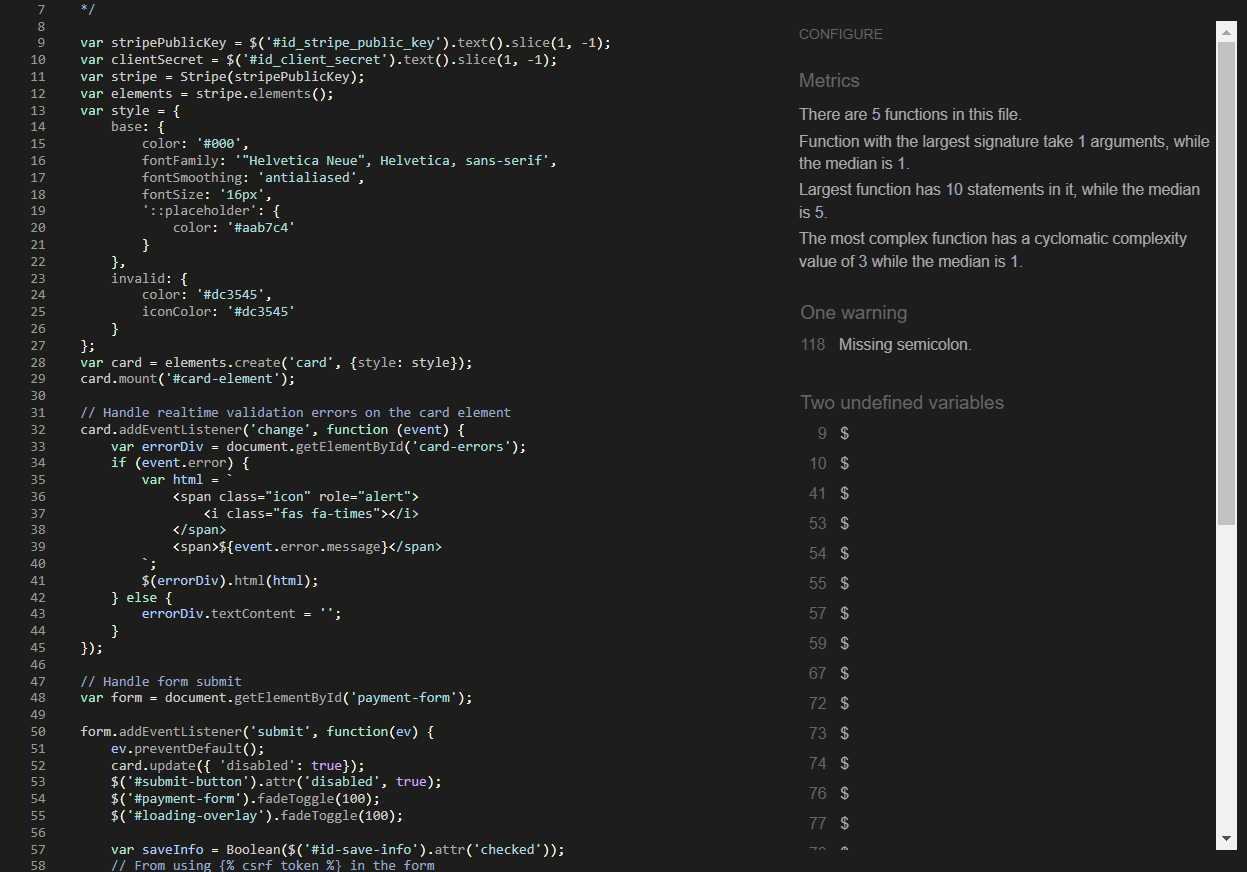 7 */
8
9 var stripePublicKey = $('#id_stripe_public_key').text().slice(1, -1);
10 var clientSecret = $('#id_client_secret').text().slice(1, -1);
11 var stripe = Stripe(stripePublicKey);
12 var elements = stripe.elements();
13 var style = {
14     base: {
15         color: '#000',
16         fontFamily: '"Helvetica Neue", Helvetica, sans-serif',
17         fontSmoothing: 'antialiased',
18         fontSize: '16px',
19         '::placeholder': {
20             color: '#aab7c4'
21         }
22     },
23     invalid: {
24         color: '#dc3545',
25         iconColor: '#dc3545'
26     }
27 };
28 var card = elements.create('card', {style: style});
29 card.mount('#card-element');
30
31 // Handle realtime validation errors on the card element
32 card.addEventListener('change', function (event) {
33     var errorDiv = document.getElementById('card-errors');
34     if (event.error) {
35         var html = `
36             <span class="icon" role="alert">
37                 <i class="fas fa-times"></i>
38             </span>
39             <span>${event.error.message}</span>
40         `;
41         $(errorDiv).html(html);
42     } else {
43         errorDiv.textContent = '';
44     }
45 });
46
47 // Handle form submit
48 var form = document.getElementById('payment-form');
49
50 form.addEventListener('submit', function(ev) {
51     ev.preventDefault();
52     card.update({ 'disabled': true});
53     $('#submit-button').attr('disabled', true);
54     $('#payment-form').fadeToggle(100);
55     $('#loading-overlay').fadeToggle(100);
56
57     var saveInfo = Boolean($('#id-save-info').attr('checked'));
58     // From using {% csrf_token %} in the form
CONFIGURE
Metrics
There are 5 functions in this file.
Function with the largest signature take 1 arguments, while
the median is 1.
Largest function has 10 statements in it, while the median
is 5.
The most complex function has a cyclomatic complexity
value of 3 while the median is 1.
One warning
118 Missing semicolon.
Two undefined variables
9 $
10 $
41 $
53 $
54 $
55 $
57 $
59 $
67 $
72 $
73 $
74 $
76 $
77 $